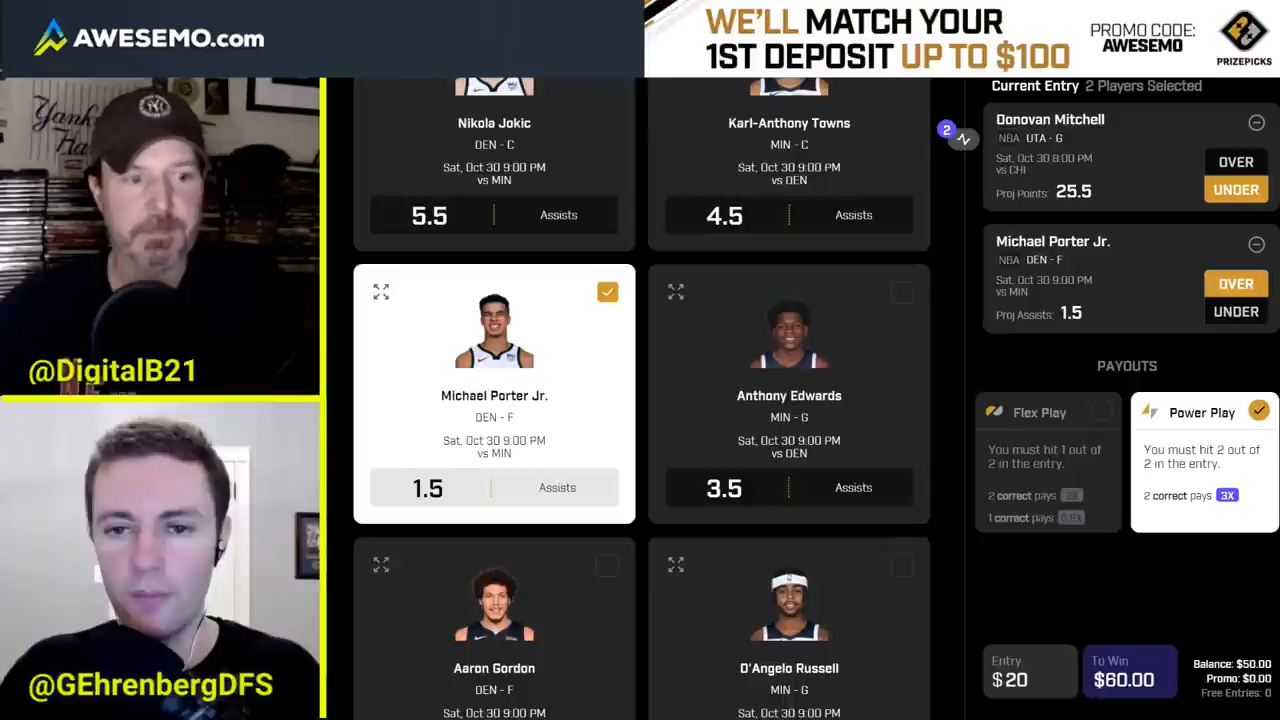 AWESEMO.com
WE'LL MATCH YOUR
1ST DEPOSIT UP TO $100
PROMO CODE:
AWESEMO
PRIZEPICKS
Yank
Ha
@DigitalB21
@GEhrenbergDFS
Nikola Jokic
DEN - C
Sat, Oct 30 9:00 PM
vs MIN
5.5 Assists
Karl-Anthony Towns
MIN - C
Sat, Oct 30 9:00 PM
vs DEN
4.5 Assists
Michael Porter Jr.
DEN - F
Sat, Oct 30 9:00 PM
vs MIN
1.5 Assists
Anthony Edwards
MIN - G
Sat, Oct 30 9:00 PM
vs DEN
3.5 Assists
Aaron Gordon
DEN - F
Sat, Oct 30 9:00 PM
D'Angelo Russell
MIN - G
Sat, Oct 30 9:00 PM
Current Entry 2 Players Selected
2
Donovan Mitchell
NBA UTA - G
Sat, Oct 30 8:00 PM
vs CHI
Proj Points: 25.5
OVER
UNDER
Michael Porter Jr.
NBA DEN - F
Sat, Oct 30 9:00 PM
vs MIN
Proj Assists: 1.5
OVER
UNDER
PAYOUTS
Flex Play
You must hit 1 out of
2 in the entry.
2 correct pays
1 correct pays
Power Play
You must hit 2 out of
2 in the entry.
2 correct pays 3X
Entry
$20
To Win
$60.00
Balance: $50.00
Promo: $0.00
Free Entries: 0